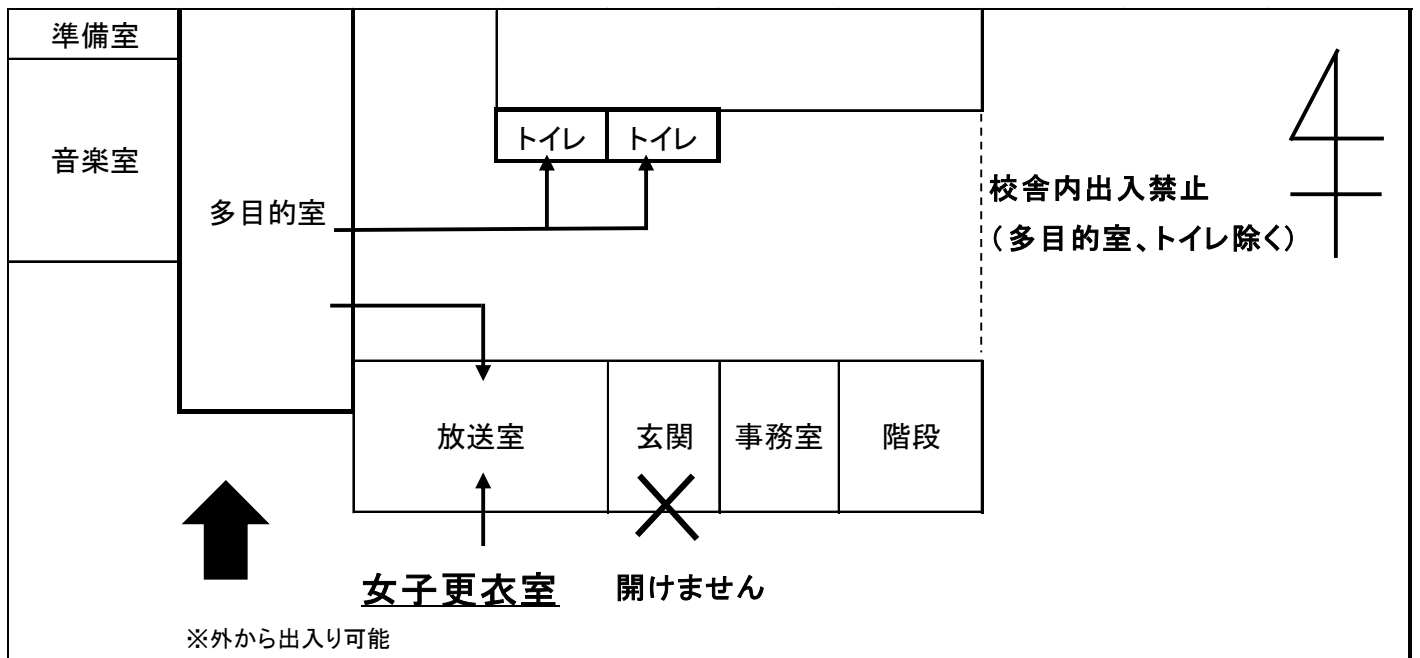 準備室
トイレ
トイレ
音楽室
校舎内出入禁止
多目的室
（多目的室、トイレ除く）
放送室
玄関
事務室
階段
女子更衣室
開けません
※外から出入り可能